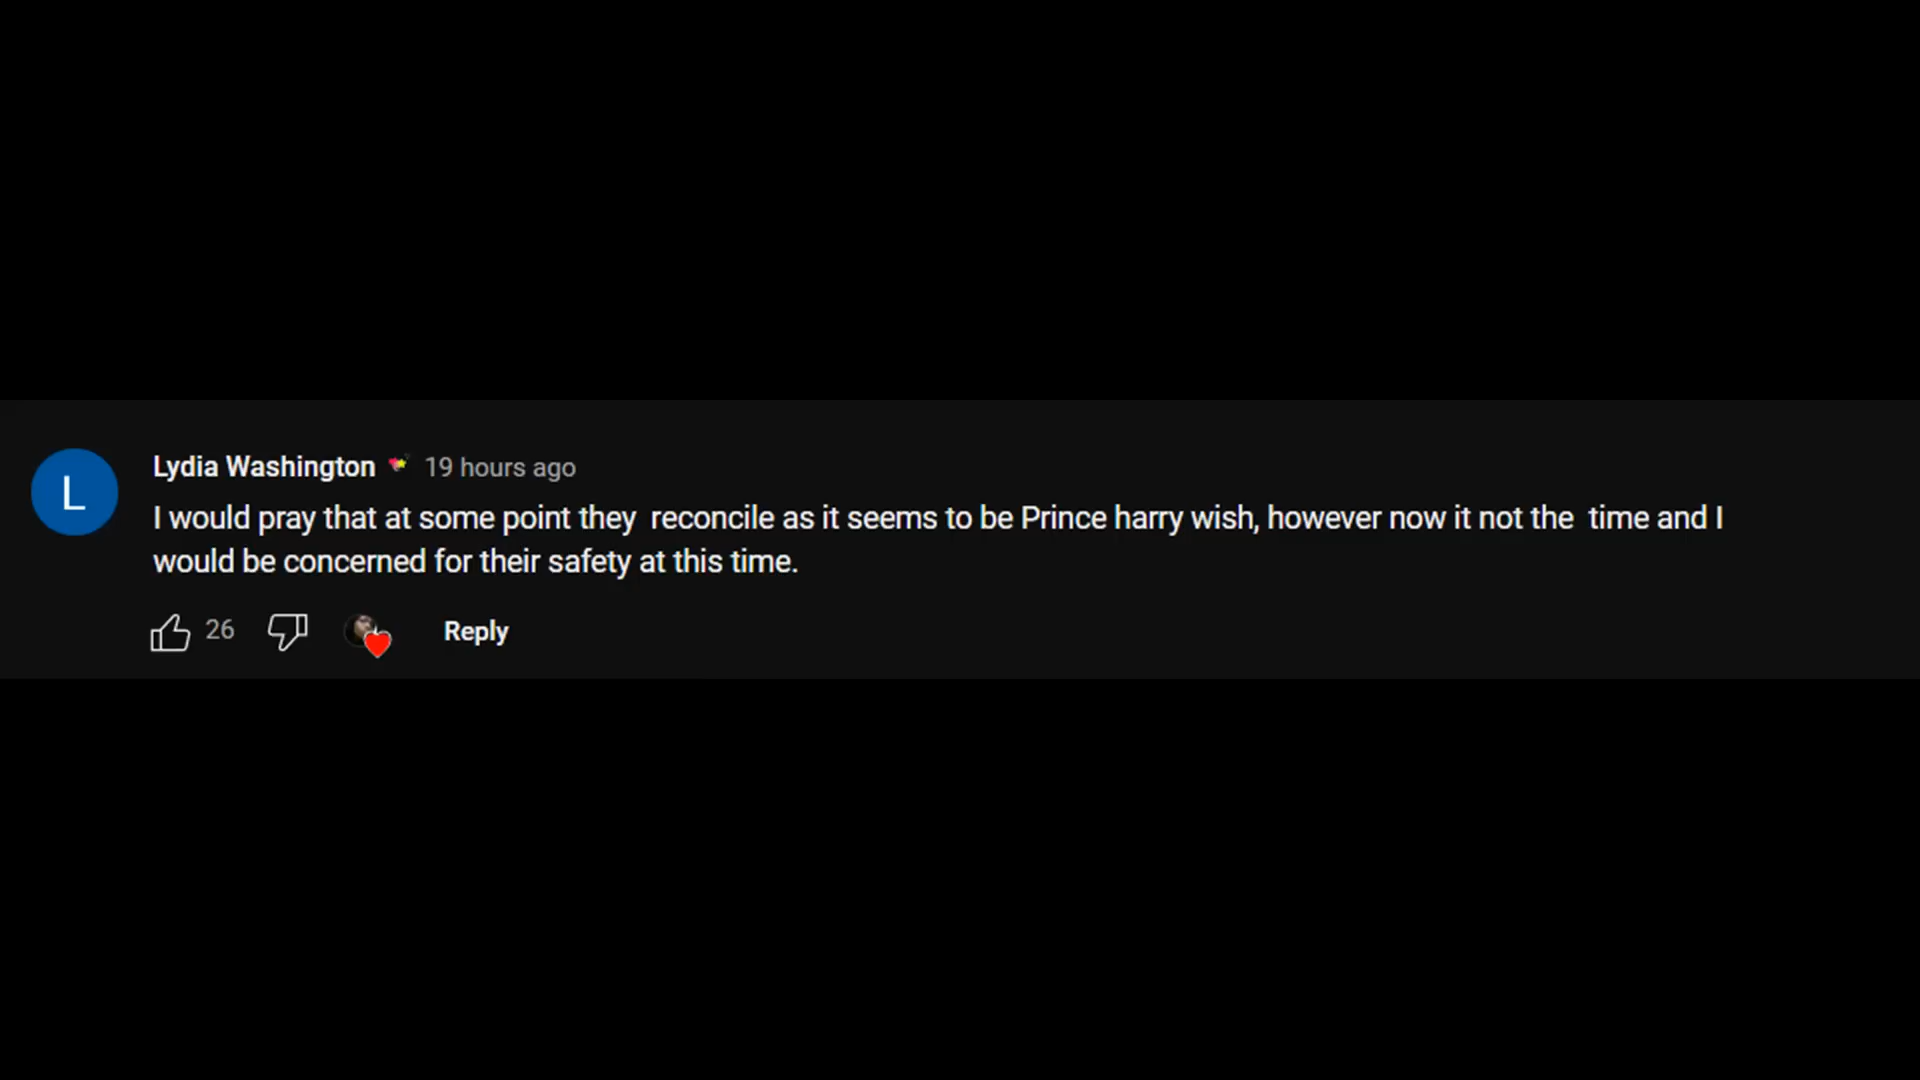 L
Lydia Washington 19 hours ago
I would pray that at some point they  reconcile as it seems to be Prince harry wish, however now it not the  time and I
would be concerned for their safety at this time.
26 Reply